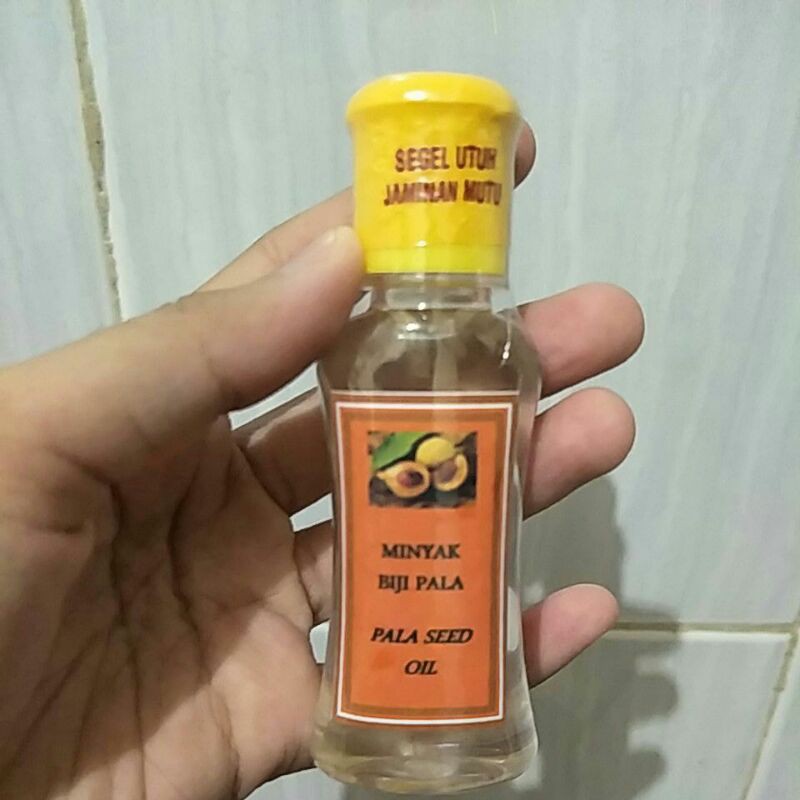 SEGEL UTUH
JAMINAN MUTU
MINYAK
BIJI PALA
PALA SEED
OIL